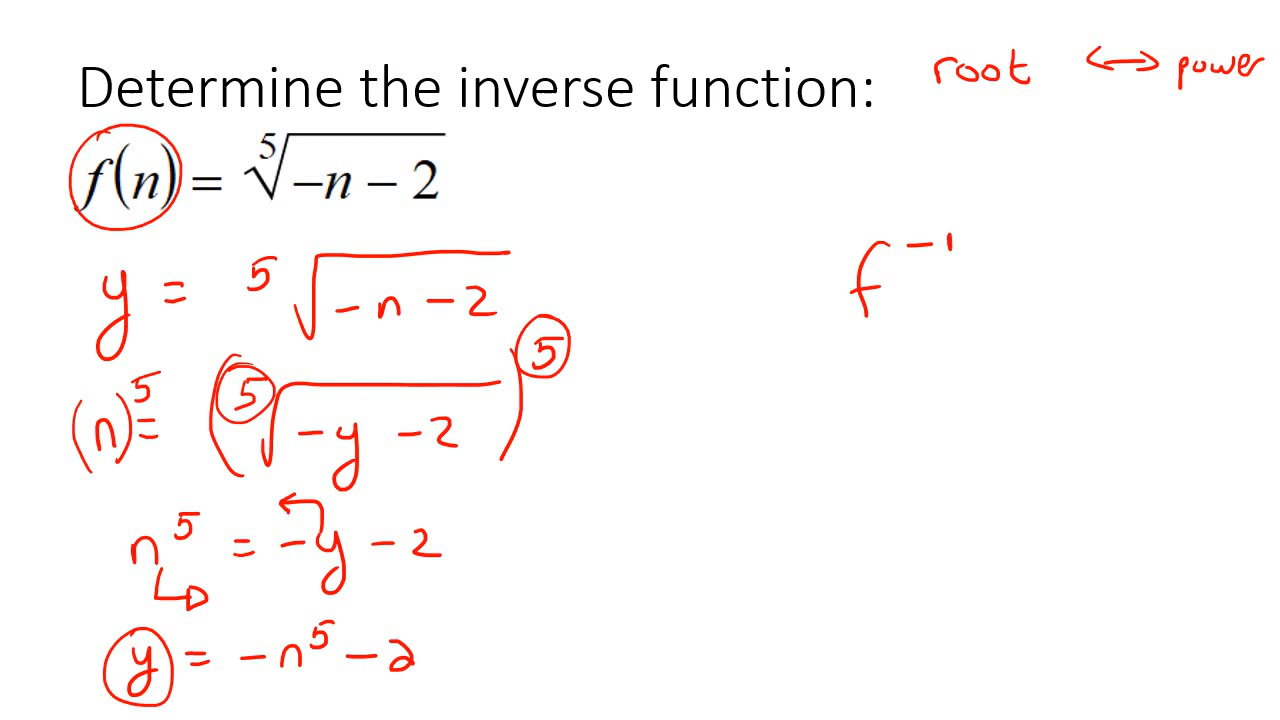 Determine the inverse function:
root ↔ power
f(n) = ⁵√(−n − 2)
y = ⁵√(−n − 2)
f⁻¹
(n)⁵ = (⁵√(−y − 2))⁵
n⁵ = −y − 2
y = −n⁵ − 2